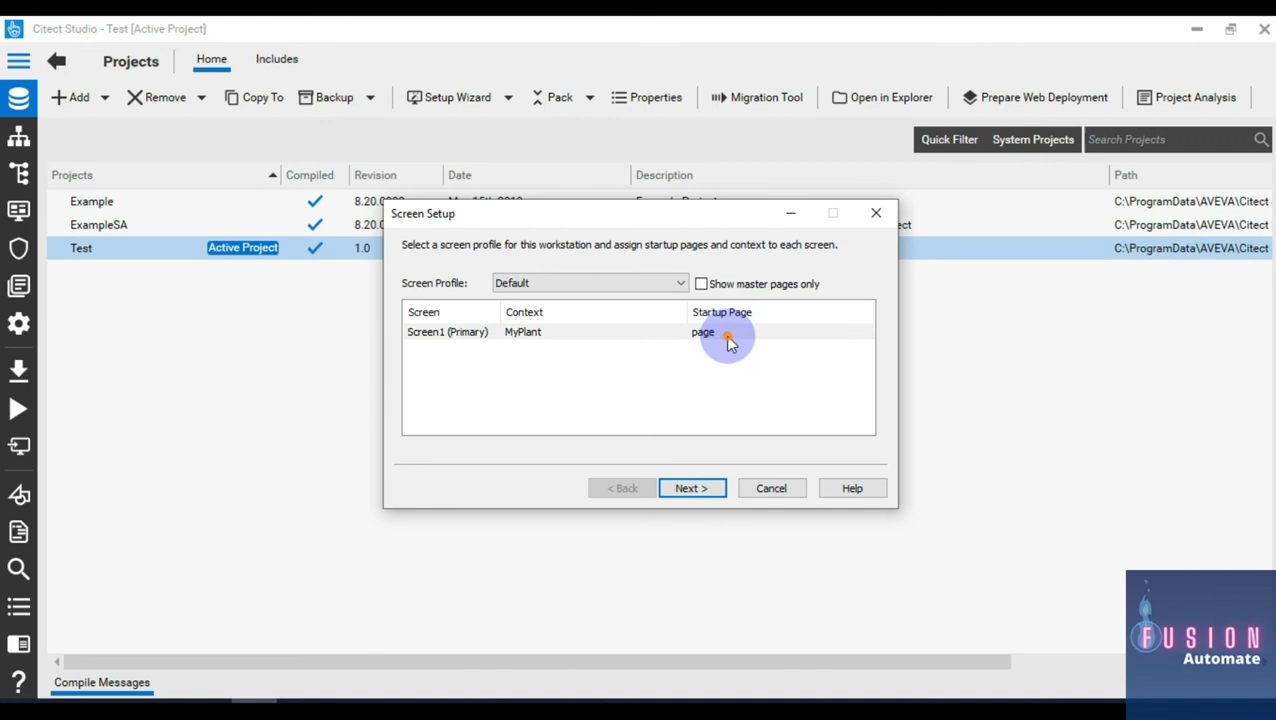 Citect Studio - Test [Active Project]
Projects Home Includes
Add Remove Copy To Backup Setup Wizard Pack Properties Migration Tool Open in Explorer Prepare Web Deployment Project Analysis
Quick Filter System Projects Search Projects
Projects Compiled Revision Date Description Path
Example C:\ProgramData\AVEVA\Citect
ExampleSA C:\ProgramData\AVEVA\Citect
Test Active Project 1.0 C:\ProgramData\AVEVA\Citect
Screen Setup
Select a screen profile for this workstation and assign startup pages and context to each screen.
Screen Profile: Default Show master pages only
Screen Context Startup Page
Screen1 (Primary) MyPlant page
< Back Next > Cancel Help
FUSION
Automate
Compile Messages